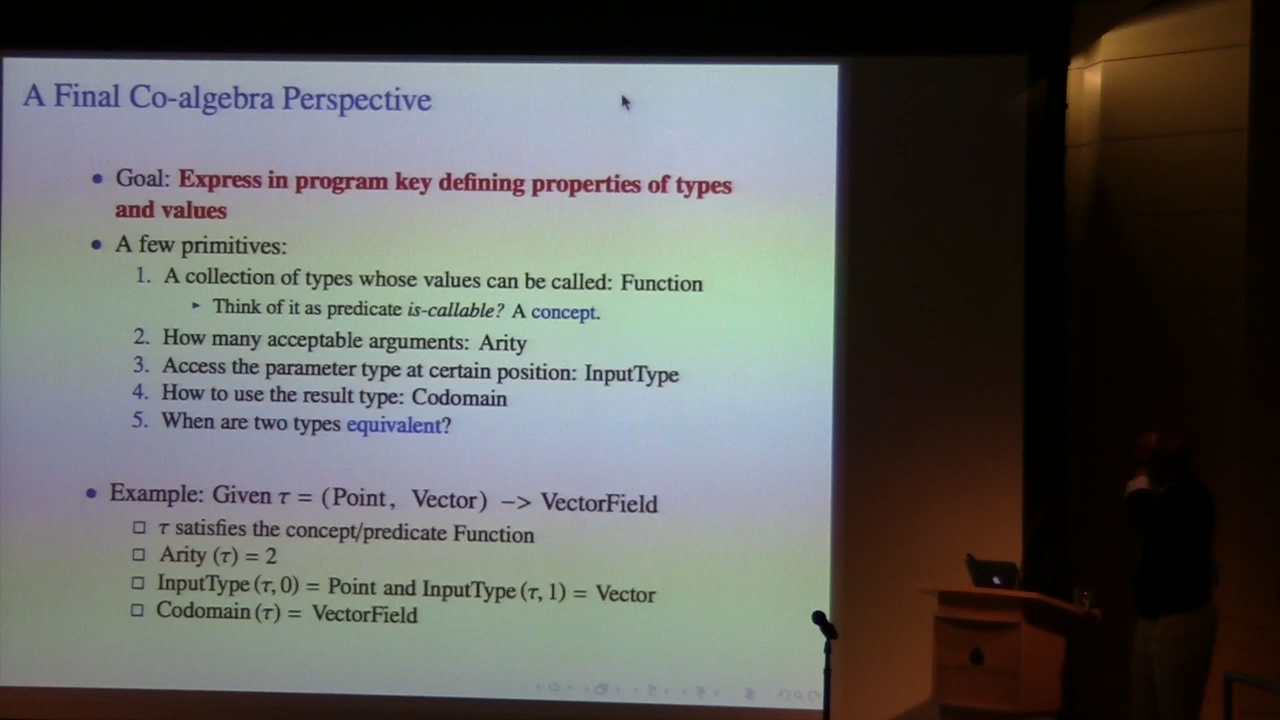 A Final Co-algebra Perspective
• Goal: Express in program key defining properties of types
and values
• A few primitives:
1. A collection of types whose values can be called: Function
► Think of it as predicate is-callable? A concept.
2. How many acceptable arguments: Arity
3. Access the parameter type at certain position: InputType
4. How to use the result type: Codomain
5. When are two types equivalent?
• Example: Given τ = (Point, Vector) -> VectorField
□ τ satisfies the concept/predicate Function
□ Arity (τ) = 2
□ InputType (τ, 0) = Point and InputType (τ, 1) = Vector
□ Codomain (τ) = VectorField